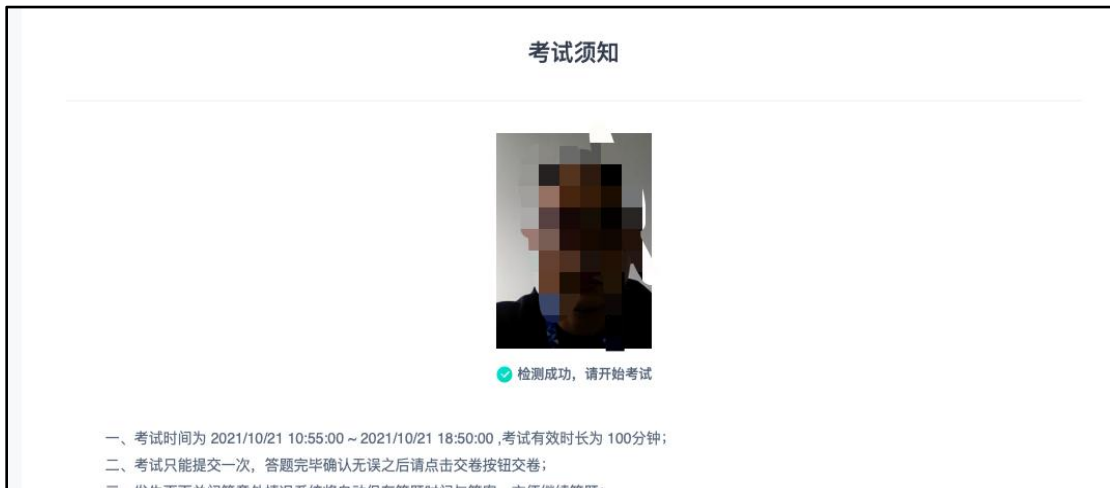 考试须知
检测成功，请开始考试
一、考试时间为 2021/10/21 10:55:00 ~ 2021/10/21 18:50:00 ,考试有效时长为 100分钟；
二、考试只能提交一次，答题完毕确认无误之后请点击交卷按钮交卷；